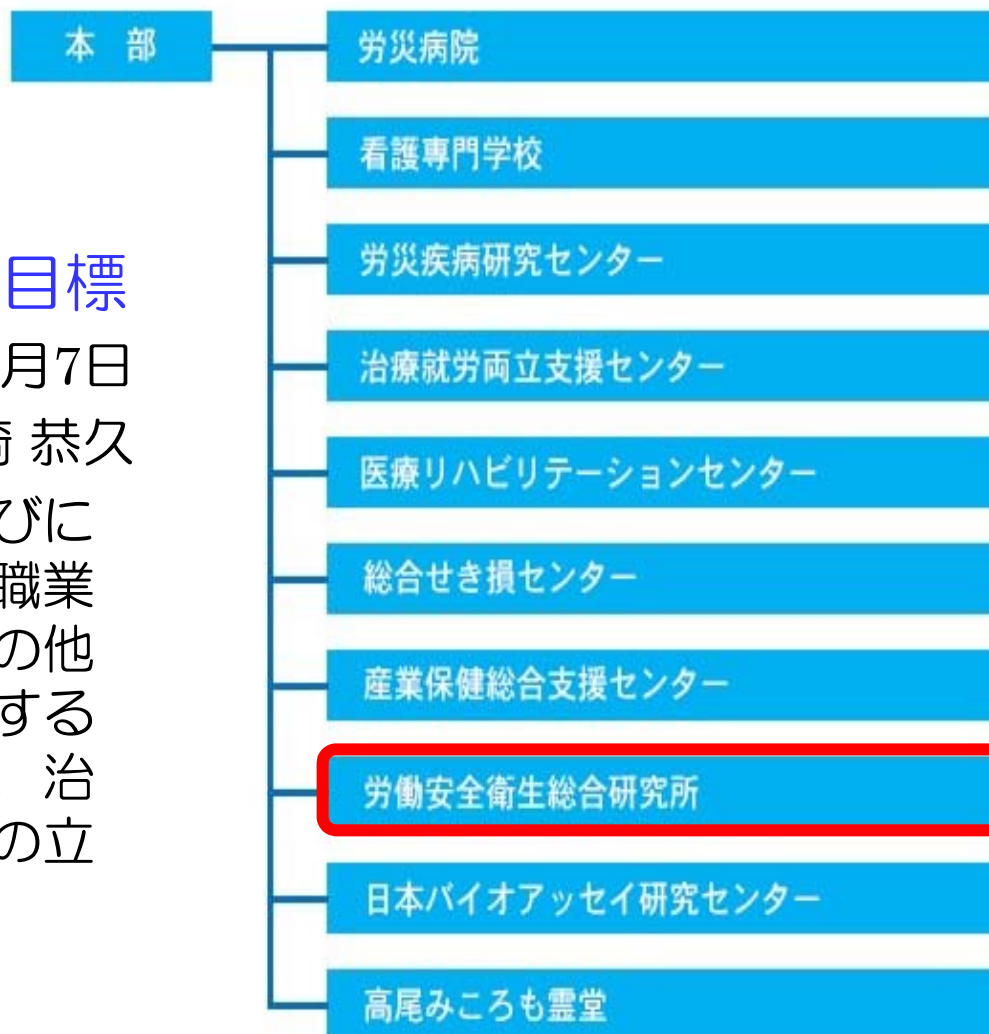 本 部
労災病院
看護専門学校
労災疾病研究センター
治療就労両立支援センター
医療リハビリテーションセンター
総合せき損センター
産業保健総合支援センター
労働安全衛生総合研究所
日本バイオアッセイ研究センター
高尾みころも霊堂
目標
月7日
崎 恭久
びに
職業
の他
する
治
の立